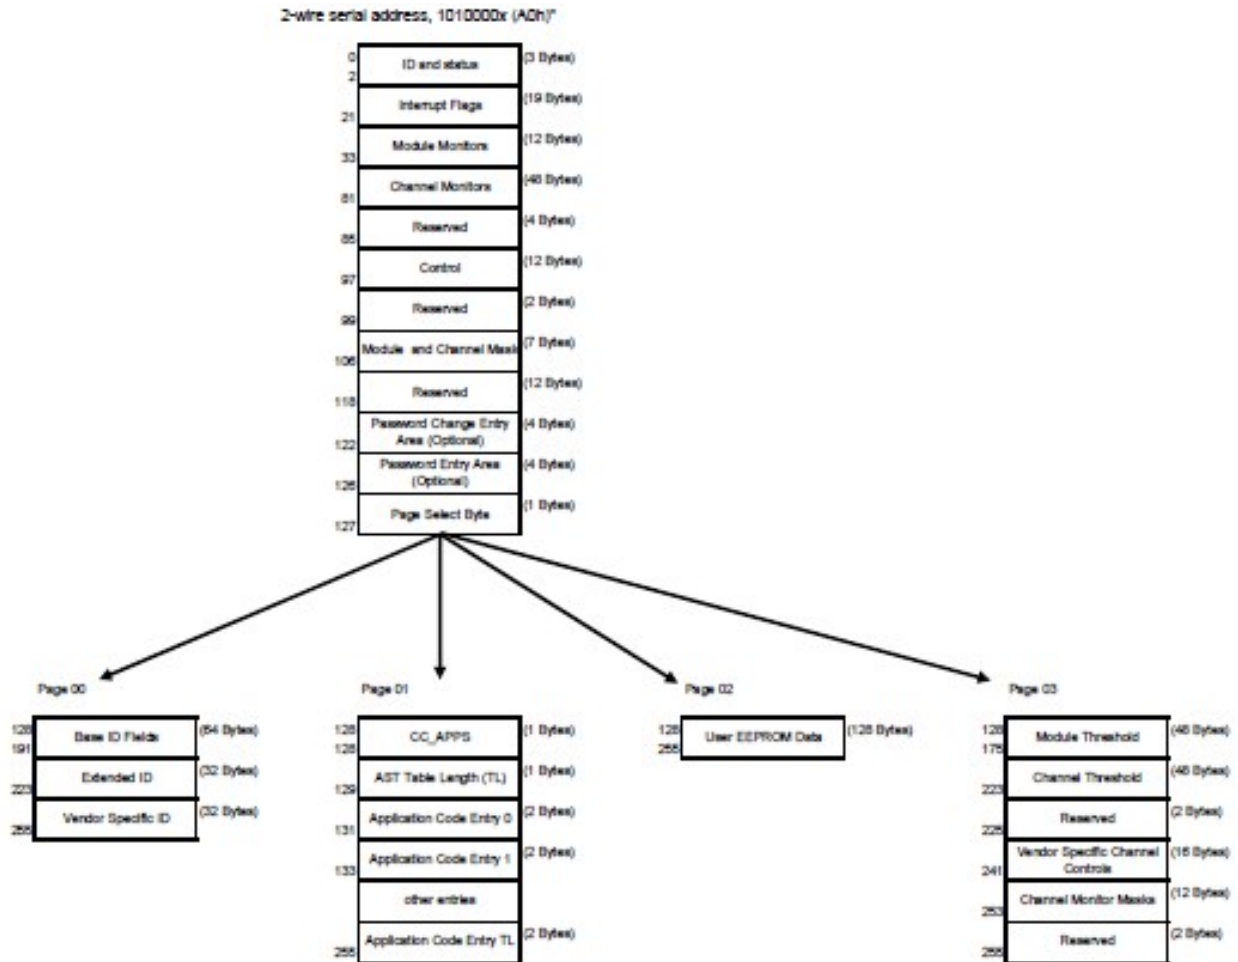 2-wire serial address, 1010000x (A0h)"
0
ID and status
(3 Bytes)
2
Interrupt Flags
(19 Bytes)
21
Module Monitors
(12 Bytes)
33
Channel Monitors
(48 Bytes)
81
Reserved
(4 Bytes)
85
Control
(12 Bytes)
97
Reserved
(2 Bytes)
99
Module and Channel Mask
(7 Bytes)
106
Reserved
(12 Bytes)
118
Password Change Entry
Area (Optional)
(4 Bytes)
122
Password Entry Area
(Optional)
(4 Bytes)
126
Page Select Byte
(1 Bytes)
127
Page 00
128
Base ID Fields
(64 Bytes)
191
Extended ID
(32 Bytes)
223
Vendor Specific ID
(32 Bytes)
255
Page 01
128
CC_APPS
(1 Bytes)
128
AST Table Length (TL)
(1 Bytes)
129
Application Code Entry 0
(2 Bytes)
131
Application Code Entry 1
(2 Bytes)
133
other entries
Application Code Entry TL
(2 Bytes)
255
Page 02
128
User EEPROM Data
(128 Bytes)
255
Page 03
128
Module Threshold
(48 Bytes)
175
Channel Threshold
(48 Bytes)
223
Reserved
(2 Bytes)
225
Vendor Specific Channel
Controls
(16 Bytes)
241
Channel Monitor Masks
(12 Bytes)
253
Reserved
(2 Bytes)
255